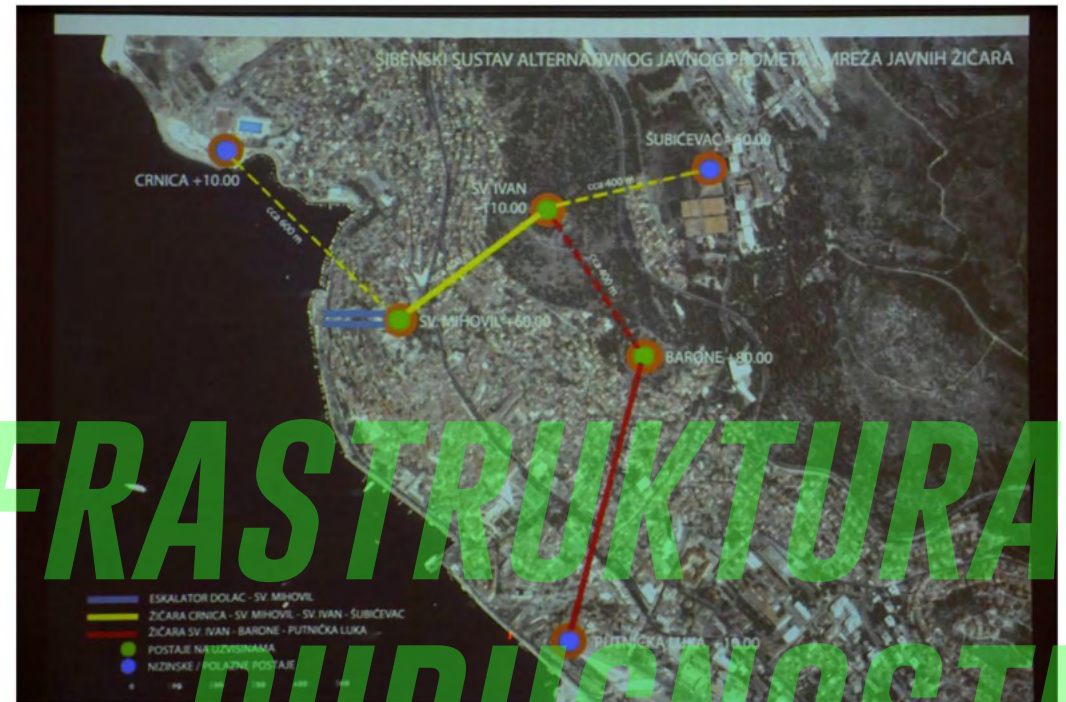 ŠIBENSKI SUSTAV ALTERNATIVNOG JAVNOG PROMETA MREŽA JAVNIH ŽIČARA
ŠUBIĆEVAC
CRNICA +10.00
cca 400 m
SV. IVAN
110.00
cca 600 m
cca 400 m
SV. MIHOVIL +60.00
BARONE +80.00
FRASTRUKTURA
ESKALATOR DOLAC - SV. MIHOVIL
ŽIČARA CRNICA - SV. MIHOVIL - SV. IVAN - ŠUBIĆEVAC
ŽIČARA SV. IVAN - BARONE - PUTNIČKA LUKA
POSTAJE NA UZVISINAMA
NIZINSKE / POLAZNE POSTAJE
PUTNIČKA LUKA +10.00